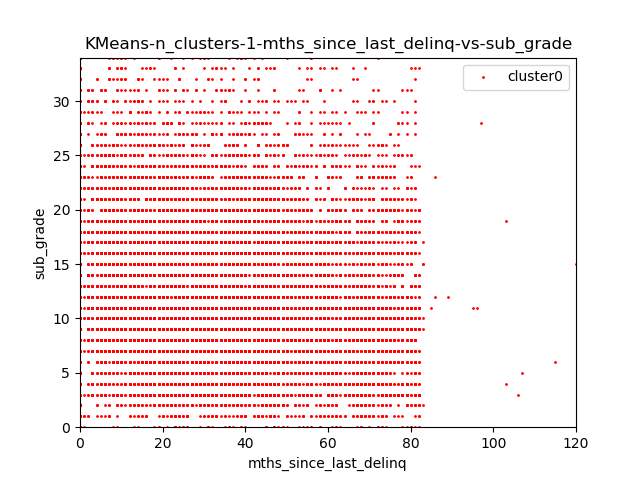 KMeans-n_clusters-1-mths_since_last_delinq-vs-sub_grade
cluster0
30
25
20
15
10
5
0
sub_grade
0 20 40 60 80 100 120
mths_since_last_delinq